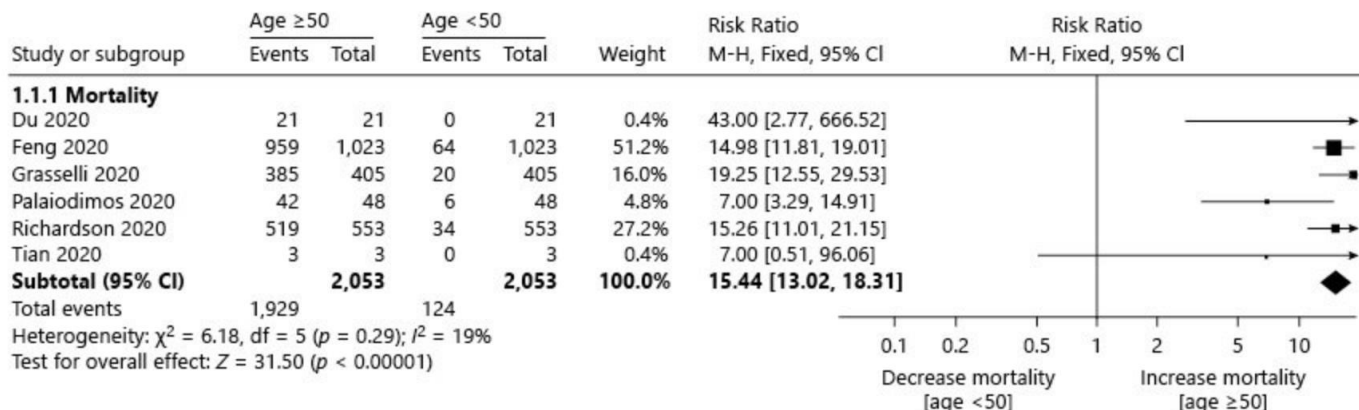 Age ≥50 Age <50 Risk Ratio Risk Ratio
Study or subgroup Events Total Events Total Weight M-H, Fixed, 95% Cl M-H, Fixed, 95% Cl
1.1.1 Mortality
Du 2020 21 21 0 21 0.4% 43.00 [2.77, 666.52]
Feng 2020 959 1,023 64 1,023 51.2% 14.98 [11.81, 19.01]
Grasselli 2020 385 405 20 405 16.0% 19.25 [12.55, 29.53]
Palaiodimos 2020 42 48 6 48 4.8% 7.00 [3.29, 14.91]
Richardson 2020 519 553 34 553 27.2% 15.26 [11.01, 21.15]
Tian 2020 3 3 0 3 0.4% 7.00 [0.51, 96.06]
Subtotal (95% Cl) 2,053 2,053 100.0% 15.44 [13.02, 18.31]
Total events 1,929 124
Heterogeneity: χ² = 6.18, df = 5 (p = 0.29); I² = 19%
Test for overall effect: Z = 31.50 (p < 0.00001)
0.1 0.2 0.5 1 2 5 10
Decrease mortality Increase mortality
[age <50] [age ≥50]